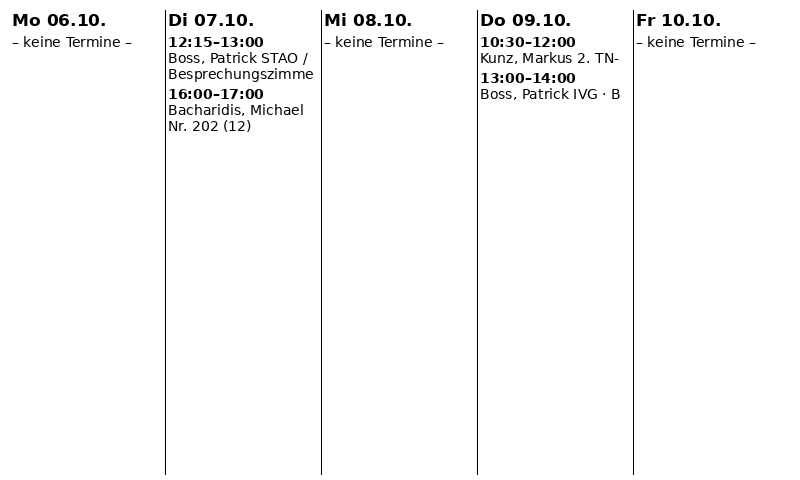 Mo 06.10.
– keine Termine –
Di 07.10.
12:15–13:00
Boss, Patrick STAO /
Besprechungszimme
16:00–17:00
Bacharidis, Michael
Nr. 202 (12)
Mi 08.10.
– keine Termine –
Do 09.10.
10:30–12:00
Kunz, Markus 2. TN-
13:00–14:00
Boss, Patrick IVG · B
Fr 10.10.
– keine Termine –